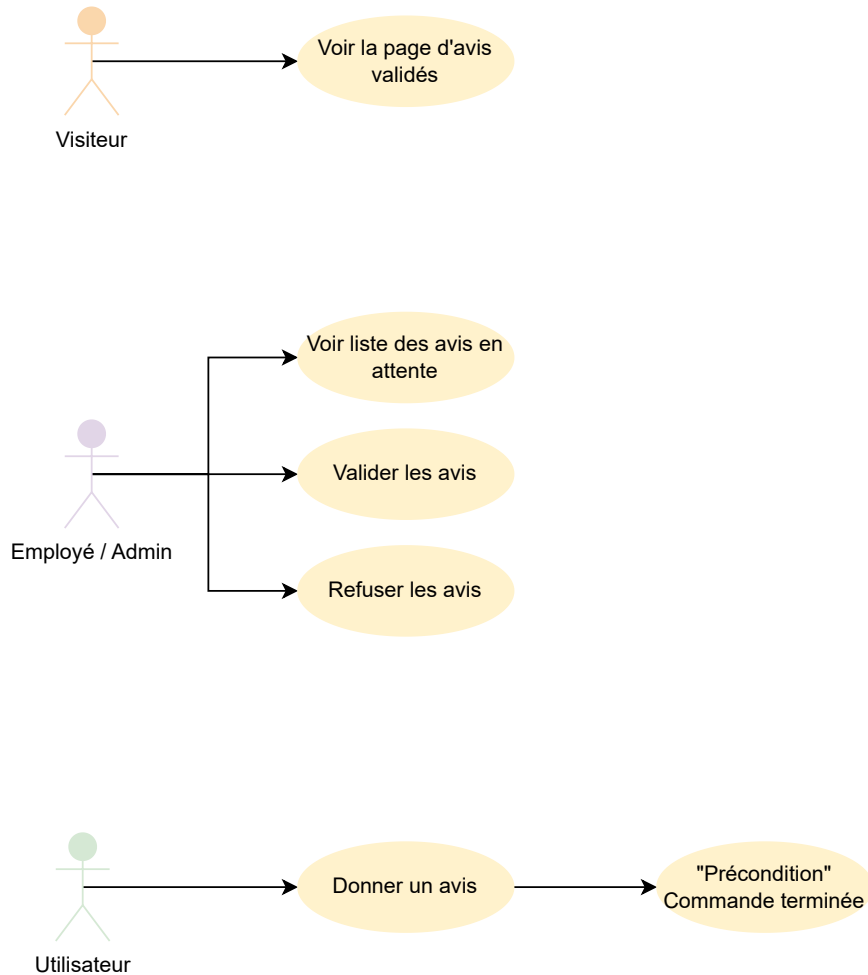 Voir la page d'avis
validés
Visiteur
Voir liste des avis en
attente
Valider les avis
Employé / Admin
Refuser les avis
"Précondition"
Donner un avis
Commande terminée
Utilisateur